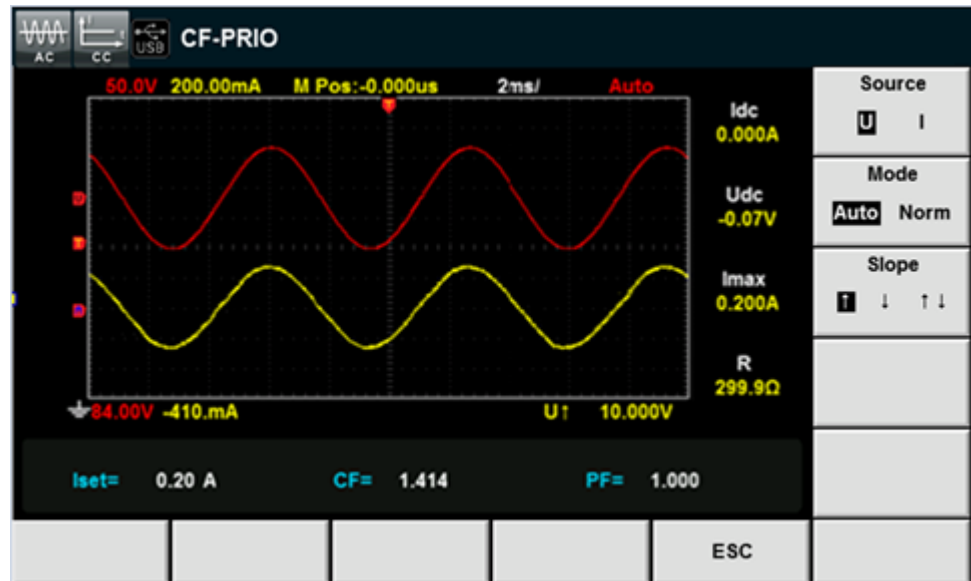 AC CC USB CF-PRIO
50.0V 200.00mA M Pos:-0.000us 2ms/ Auto
Idc
0.000A
Udc
-0.07V
Imax
0.200A
R
299.9Ω
84.00V -410.mA U↑ 10.000V
Iset= 0.20 A CF= 1.414 PF= 1.000
Source
U I
Mode
Auto Norm
Slope
↑ ↓ ↑↓
ESC